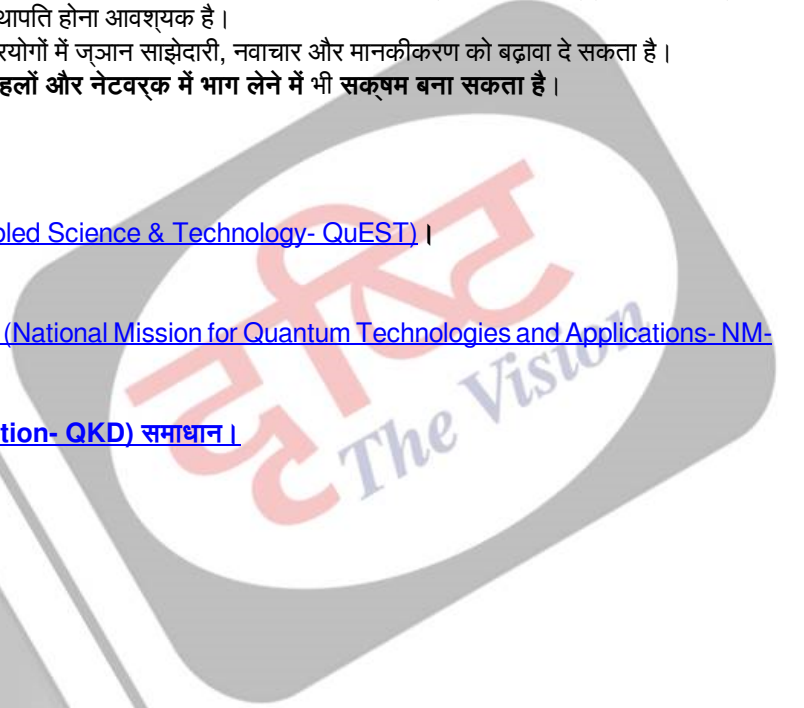 थापति होना आवश्यक है।
रयोगों में ज्ञान साझेदारी, नवाचार और मानकीकरण को बढ़ावा दे सकता है।
हलों और नेटवर्क में भाग लेने में भी सक्षम बना सकता है।
bled Science & Technology- QuEST)।
(National Mission for Quantum Technologies and Applications- NM-
tion- QKD) समाधान।
दृष्टि
The Vision